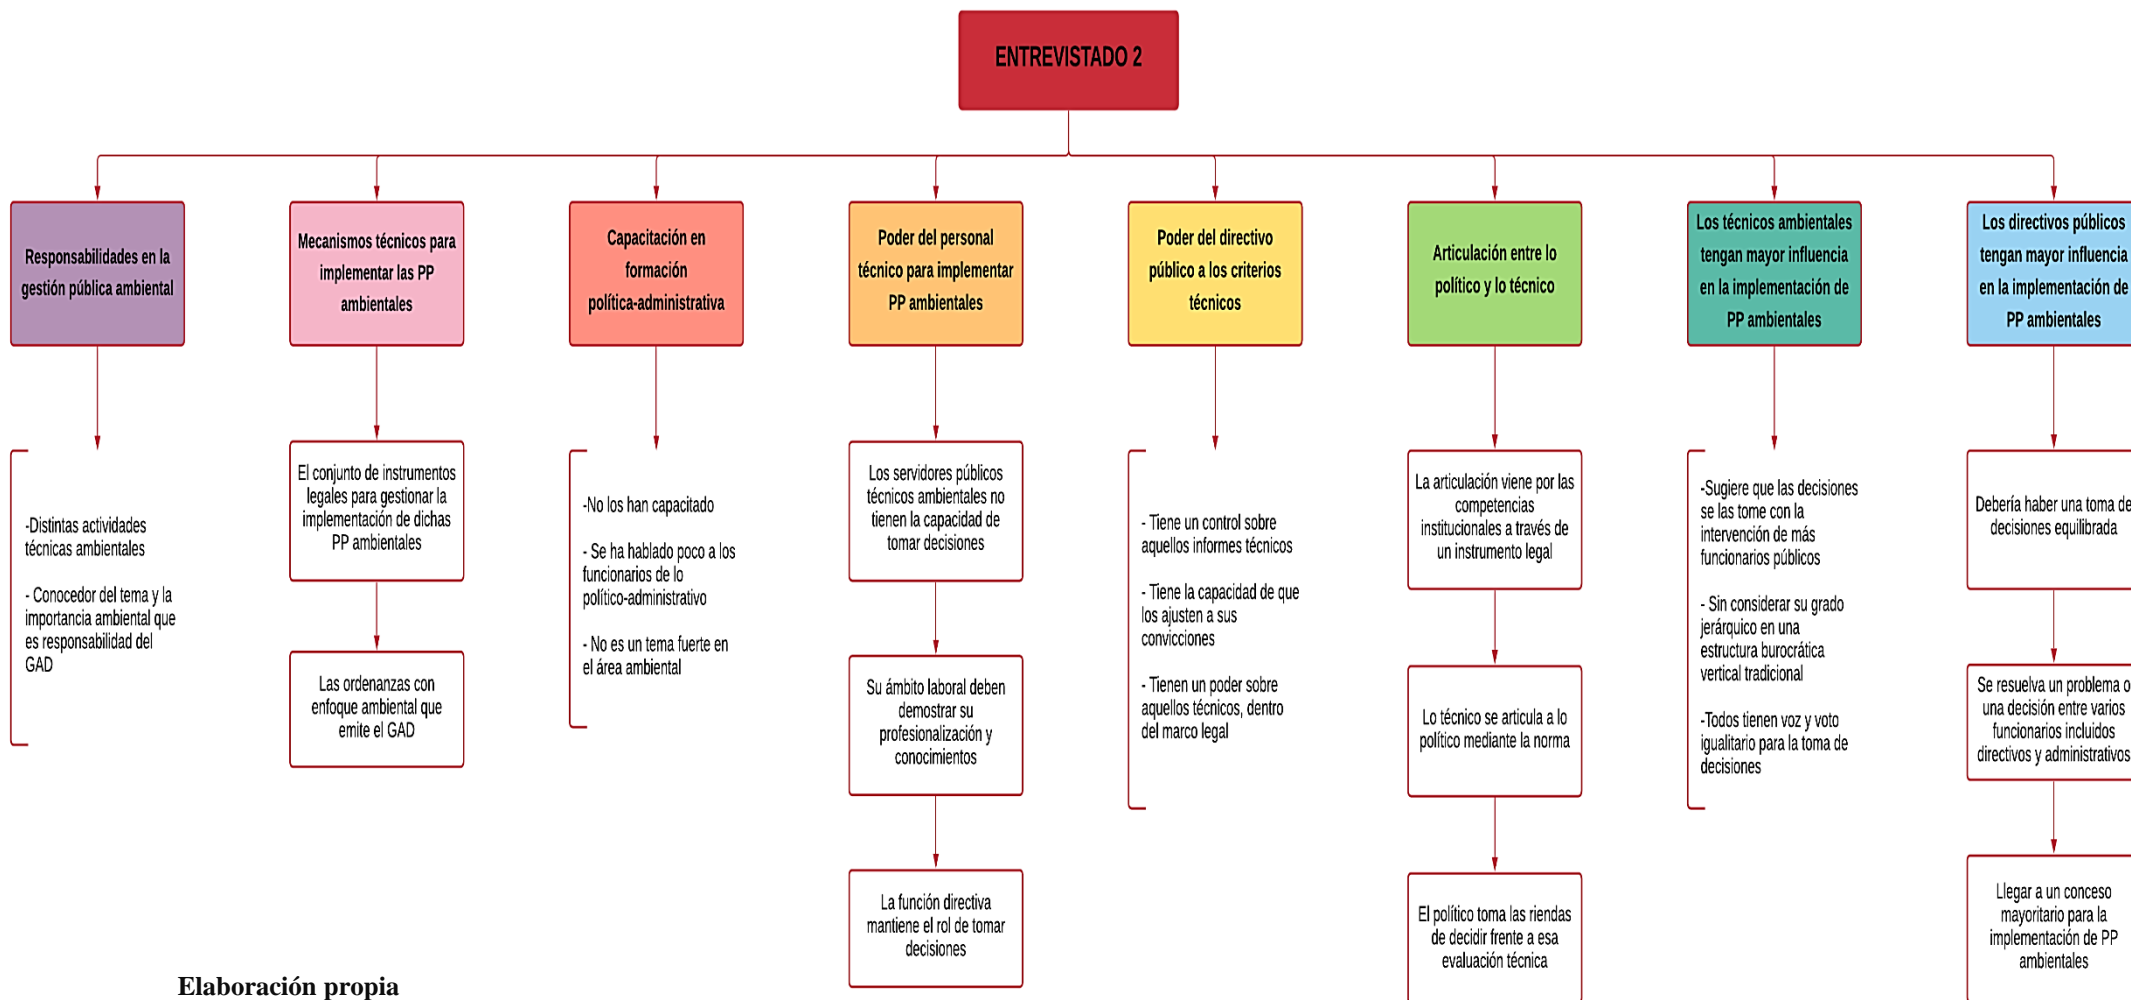 ENTREVISTADO 2
Responsabilidades en la
gestión pública ambiental
Mecanismos técnicos para
implementar las PP
ambientales
Capacitación en
formación
política-administrativa
Poder del personal
técnico para implementar
PP ambientales
Poder del directivo
público a los criterios
técnicos
Articulación entre lo
político y lo técnico
Los técnicos ambientales
tengan mayor influencia
en la implementación de
PP ambientales
Los directivos públicos
tengan mayor influencia
en la implementación de
PP ambientales
-Distintas actividades
técnicas ambientales
- Conocedor del tema y la
importancia ambiental que
es responsabilidad del
GAD
El conjunto de instrumentos
legales para gestionar la
implementación de dichas
PP ambientales
Las ordenanzas con
enfoque ambiental que
emite el GAD
-No los han capacitado
- Se ha hablado poco a los
funcionarios de lo
político-administrativo
- No es un tema fuerte en
el área ambiental
Los servidores públicos
técnicos ambientales no
tienen la capacidad de
tomar decisiones
Su ámbito laboral deben
demostrar su
profesionalización y
conocimientos
La función directiva
mantiene el rol de tomar
decisiones
- Tiene un control sobre
aquellos informes técnicos
- Tiene la capacidad de que
los ajusten a sus
convicciones
- Tienen un poder sobre
aquellos técnicos, dentro
del marco legal
La articulación viene por las
competencias
institucionales a través de
un instrumento legal
Lo técnico se articula a lo
político mediante la norma
El político toma las riendas
de decidir frente a esa
evaluación técnica
-Sugiere que las decisiones
se las tome con la
intervención de más
funcionarios públicos
- Sin considerar su grado
jerárquico en una
estructura burocrática
vertical tradicional
-Todos tienen voz y voto
igualitario para la toma de
decisiones
Debería haber una toma de
decisiones equilibrada
Se resuelva un problema o
una decisión entre varios
funcionarios incluidos
directivos y administrativos
Llegar a un conceso
mayoritario para la
implementación de PP
ambientales
Elaboración propia